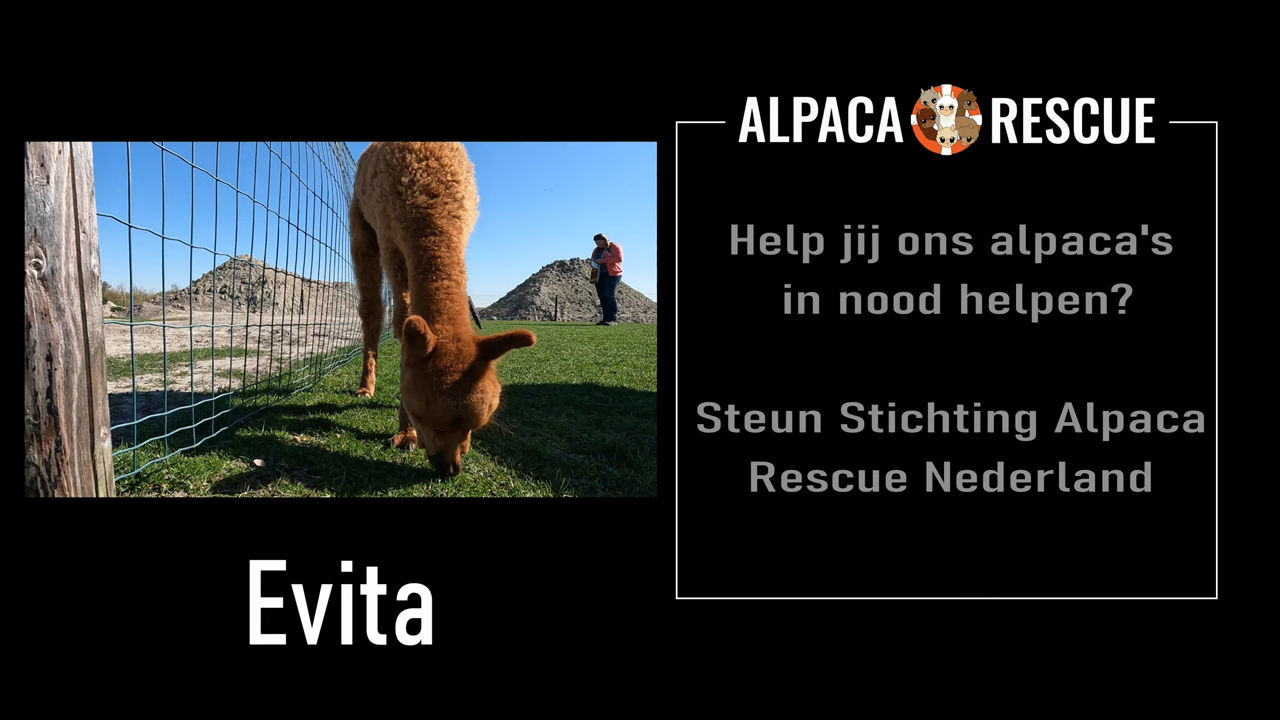 ALPACA RESCUE
Help jij ons alpaca's
in nood helpen?
Steun Stichting Alpaca
Rescue Nederland
Evita